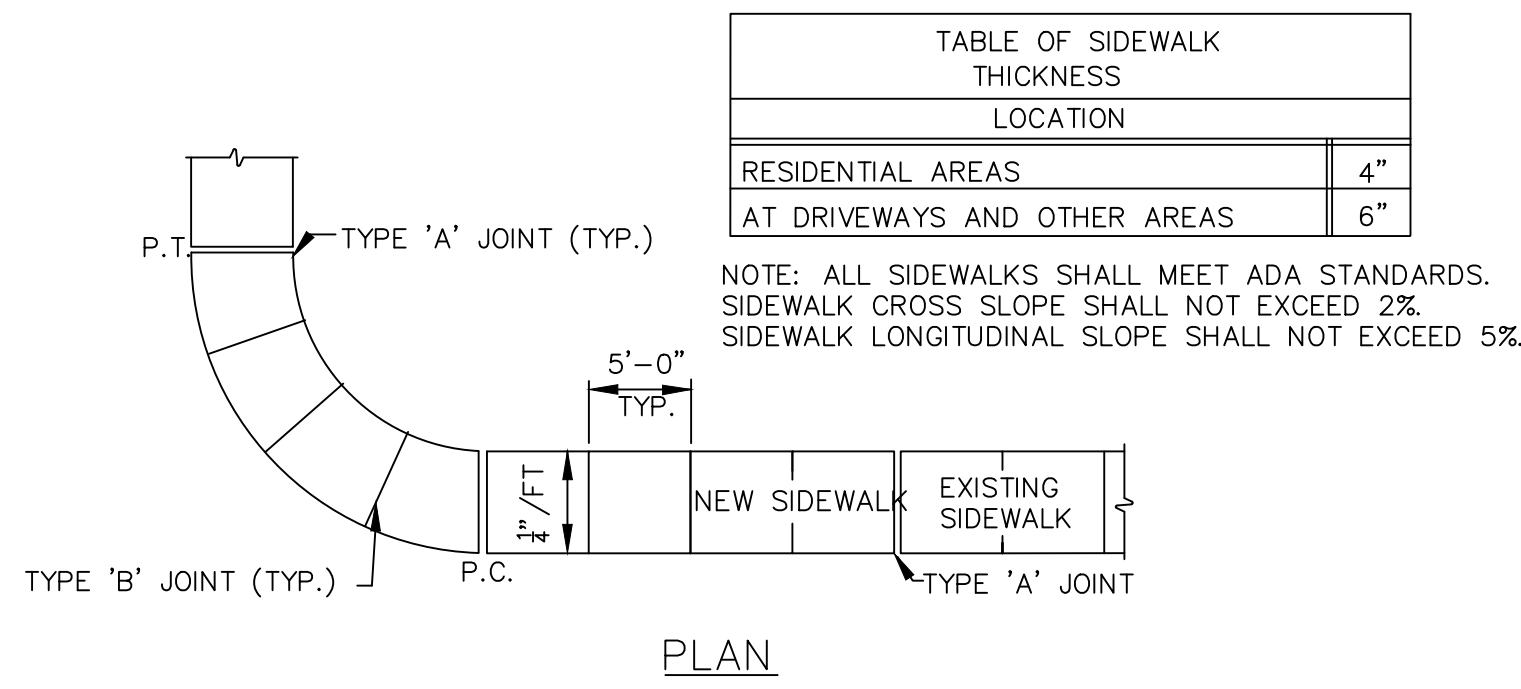 TABLE OF SIDEWALK
THICKNESS
LOCATION
RESIDENTIAL AREAS 4"
AT DRIVEWAYS AND OTHER AREAS 6"
NOTE: ALL SIDEWALKS SHALL MEET ADA STANDARDS.
SIDEWALK CROSS SLOPE SHALL NOT EXCEED 2%.
SIDEWALK LONGITUDINAL SLOPE SHALL NOT EXCEED 5%.
P.T.
TYPE 'A' JOINT (TYP.)
5'-0"
TYP.
1/4" /FT
NEW SIDEWALK
EXISTING
SIDEWALK
TYPE 'B' JOINT (TYP.)
P.C.
TYPE 'A' JOINT
PLAN